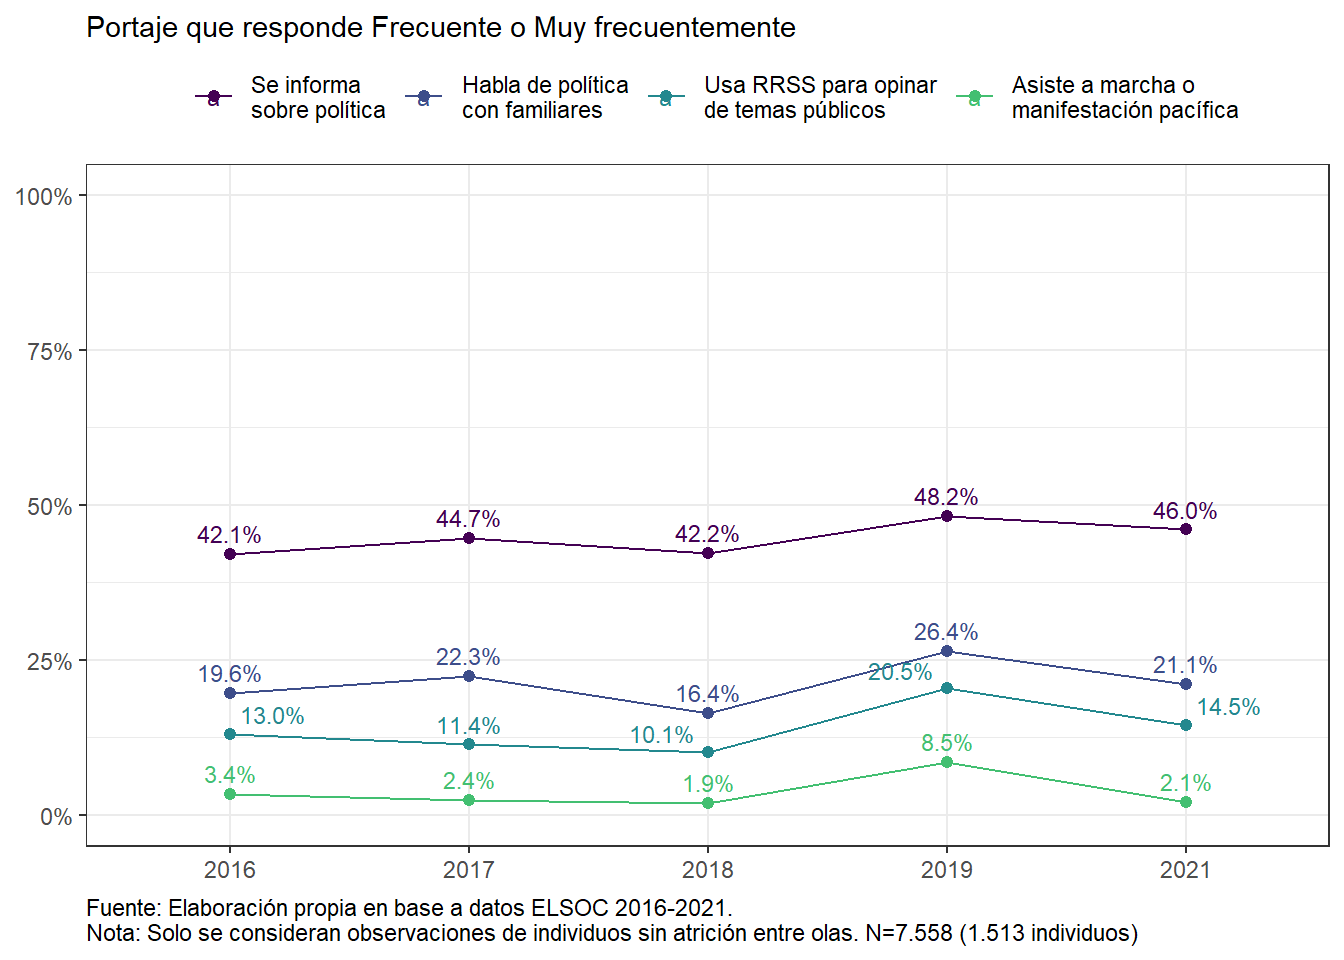 Portaje que responde Frecuente o Muy frecuentemente
a Se informa
sobre política
a Habla de política
con familiares
a Usa RRSS para opinar
de temas públicos
a Asiste a marcha o
manifestación pacífica
100%
75%
50%
25%
0%
42.1%
44.7%
42.2%
48.2%
46.0%
19.6%
22.3%
16.4%
26.4%
21.1%
13.0%
11.4%
10.1%
20.5%
14.5%
3.4%
2.4%
1.9%
8.5%
2.1%
2016
2017
2018
2019
2021
Fuente: Elaboración propia en base a datos ELSOC 2016-2021.
Nota: Solo se consideran observaciones de individuos sin atrición entre olas. N=7.558 (1.513 individuos)